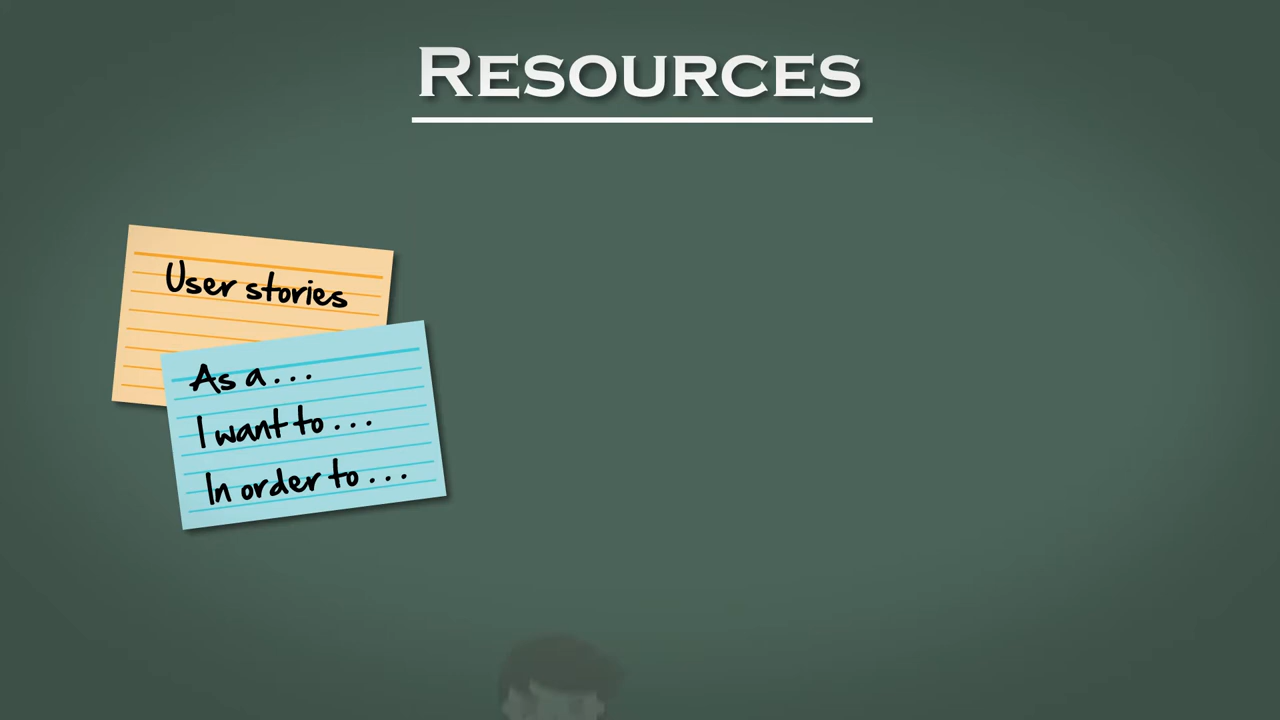 RESOURCES
User stories
As a...
I want to...
In order to...